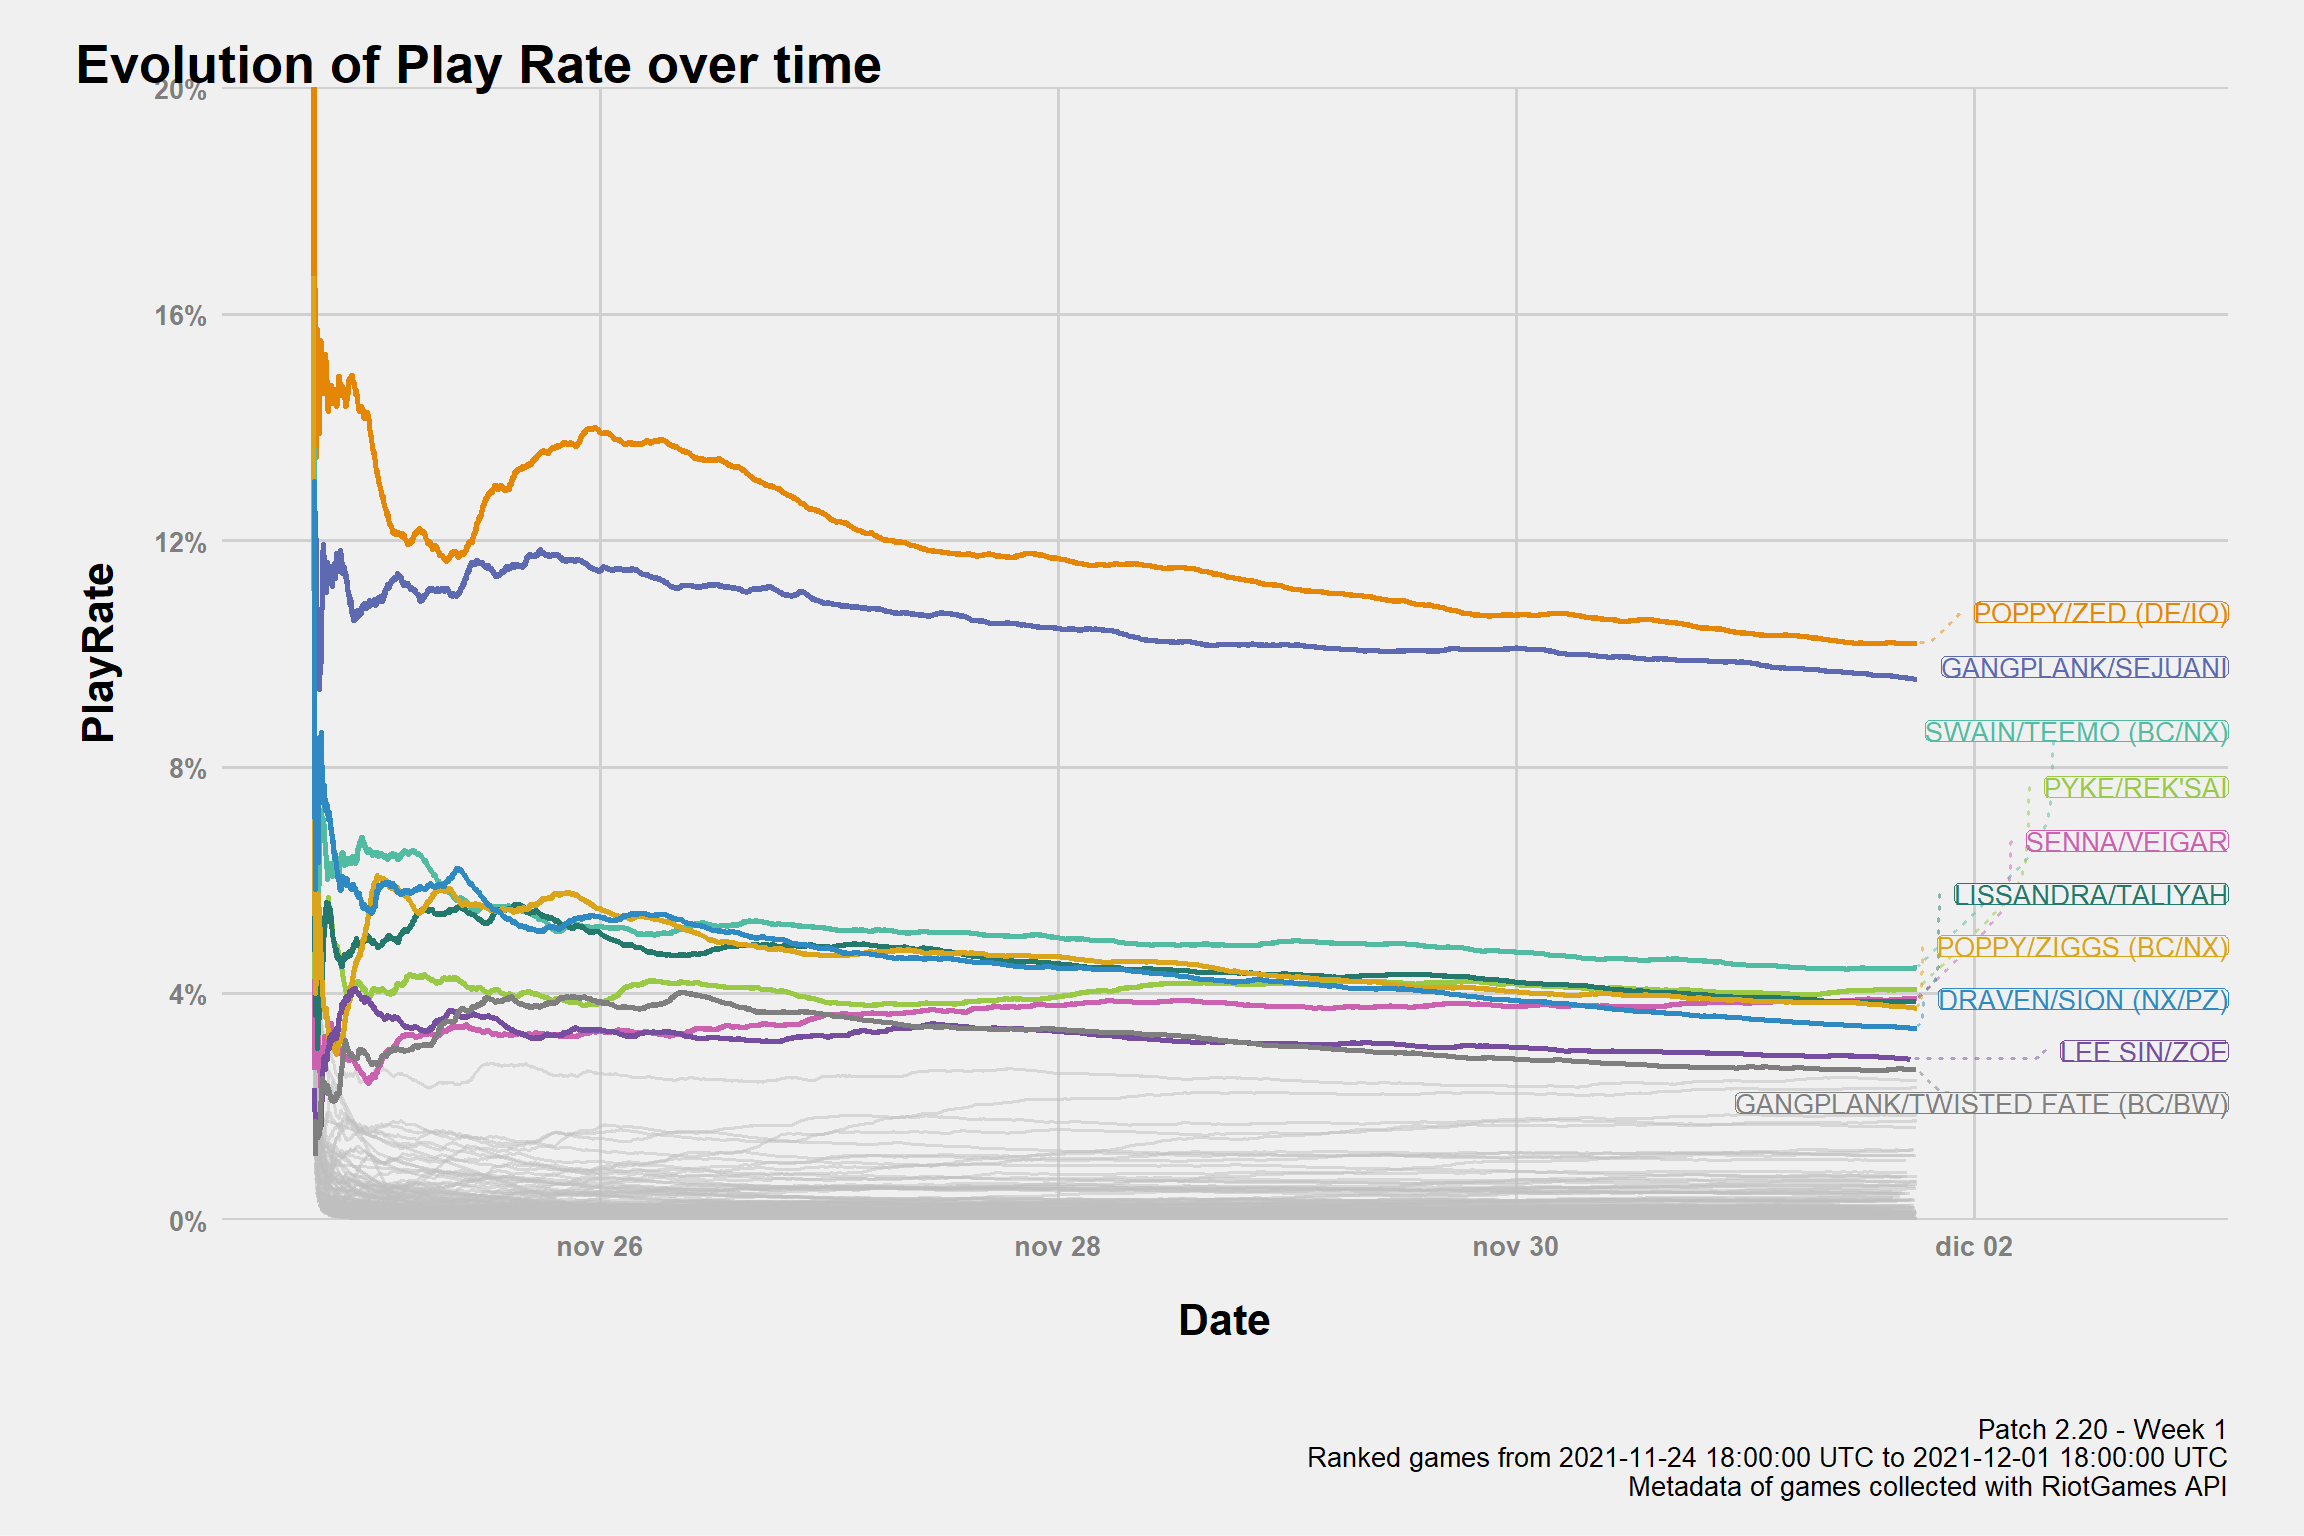 Evolution of Play Rate over time
20%
16%
12%
8%
4%
0%
PlayRate
POPPY/ZED (DE/IO)
GANGPLANK/SEJUANI
SWAIN/TEEMO (BC/NX)
PYKE/REK'SAI
SENNA/VEIGAR
LISSANDRA/TALIYAH
POPPY/ZIGGS (BC/NX)
DRAVEN/SION (NX/PZ)
LEE SIN/ZOE
GANGPLANK/TWISTED FATE (BC/BW)
nov 26
nov 28
nov 30
dic 02
Date
Patch 2.20 - Week 1
Ranked games from 2021-11-24 18:00:00 UTC to 2021-12-01 18:00:00 UTC
Metadata of games collected with RiotGames API